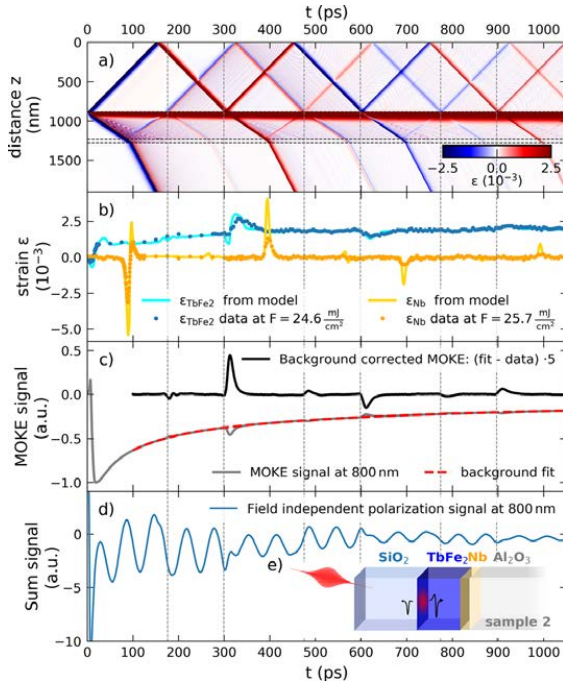 t (ps)
0 100 200 300 400 500 600 700 800 900 1000
a)
distance z
(nm)
0
500
1000
1500
-2.5 0.0 2.5
ε (10⁻³)
b)
strain ε
(10⁻³)
2.5
0.0
−2.5
−5.0
ε_TbFe2 from model
ε_Nb from model
ε_TbFe2 data at F = 24.6 mJ/cm²
ε_Nb data at F = 25.7 mJ/cm²
c)
MOKE signal
(a.u.)
0.5
0.0
−0.5
−1.0
Background corrected MOKE: (fit - data) ·5
MOKE signal at 800 nm
background fit
d)
Sum signal
(a.u.)
0
−5
−10
Field independent polarization signal at 800 nm
e)
SiO₂ TbFe₂ Nb Al₂O₃
sample 2
0 100 200 300 400 500 600 700 800 900 1000
t (ps)